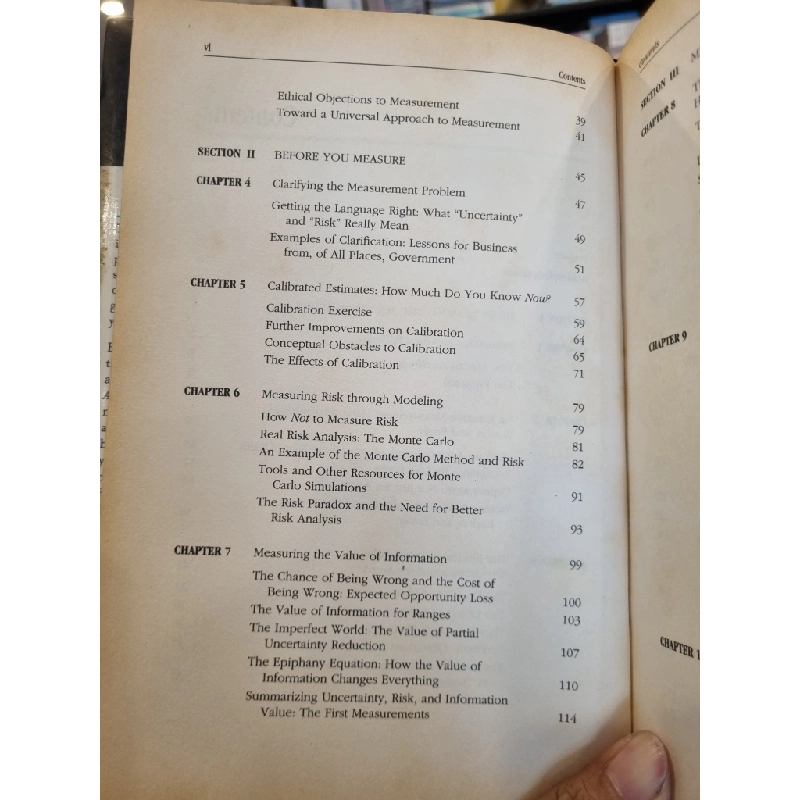 vi
Contents
Ethical Objections to Measurement 39
Toward a Universal Approach to Measurement 41
SECTION II BEFORE YOU MEASURE 45
CHAPTER 4 Clarifying the Measurement Problem 47
Getting the Language Right: What "Uncertainty"
and "Risk" Really Mean 49
Examples of Clarification: Lessons for Business
from, of All Places, Government 51
CHAPTER 5 Calibrated Estimates: How Much Do You Know Now? 57
Calibration Exercise 59
Further Improvements on Calibration 64
Conceptual Obstacles to Calibration 65
The Effects of Calibration 71
CHAPTER 6 Measuring Risk through Modeling 79
How Not to Measure Risk 79
Real Risk Analysis: The Monte Carlo 81
An Example of the Monte Carlo Method and Risk 82
Tools and Other Resources for Monte
Carlo Simulations 91
The Risk Paradox and the Need for Better
Risk Analysis 93
CHAPTER 7 Measuring the Value of Information 99
The Chance of Being Wrong and the Cost of
Being Wrong: Expected Opportunity Loss 100
The Value of Information for Ranges 103
The Imperfect World: The Value of Partial
Uncertainty Reduction 107
The Epiphany Equation: How the Value of
Information Changes Everything 110
Summarizing Uncertainty, Risk, and Information
Value: The First Measurements 114
Contents
SECTION III
CHAPTER 8
CHAPTER 9
CHAPTER